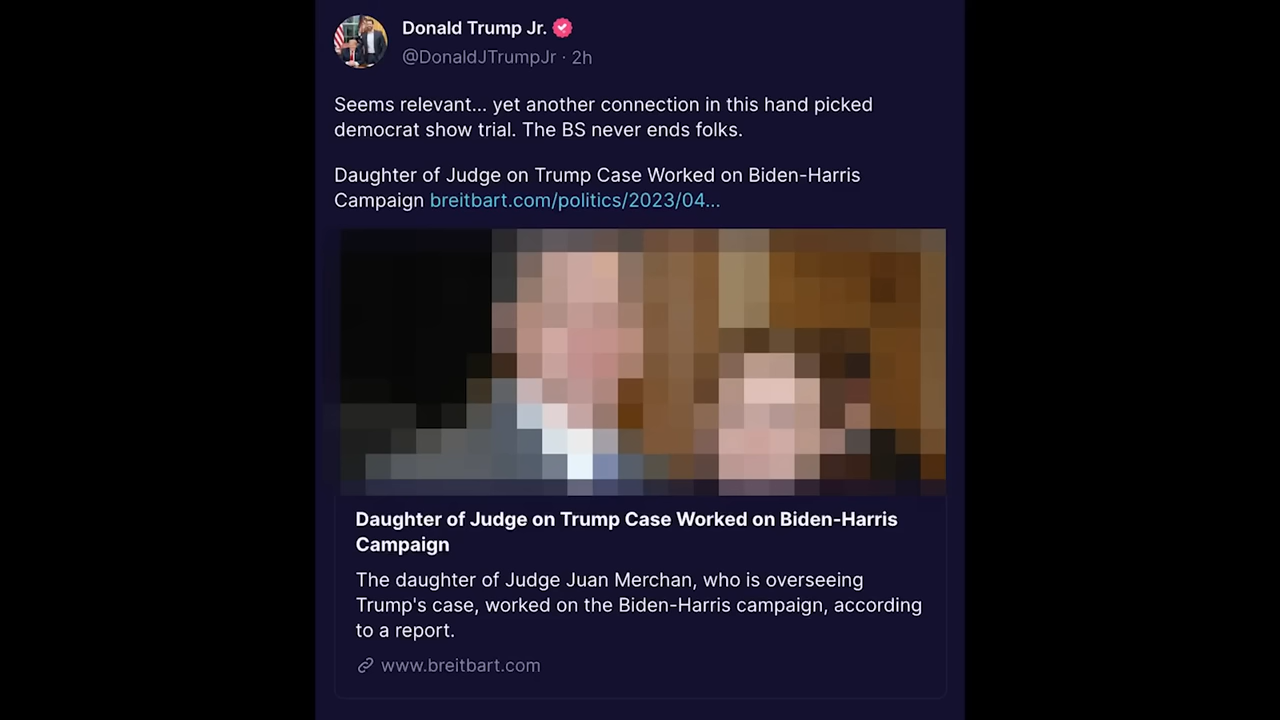 Donald Trump Jr.
@DonaldJTrumpJr · 2h
Seems relevant... yet another connection in this hand picked
democrat show trial. The BS never ends folks.
Daughter of Judge on Trump Case Worked on Biden-Harris
Campaign breitbart.com/politics/2023/04...
Daughter of Judge on Trump Case Worked on Biden-Harris
Campaign
The daughter of Judge Juan Merchan, who is overseeing
Trump's case, worked on the Biden-Harris campaign, according
to a report.
www.breitbart.com